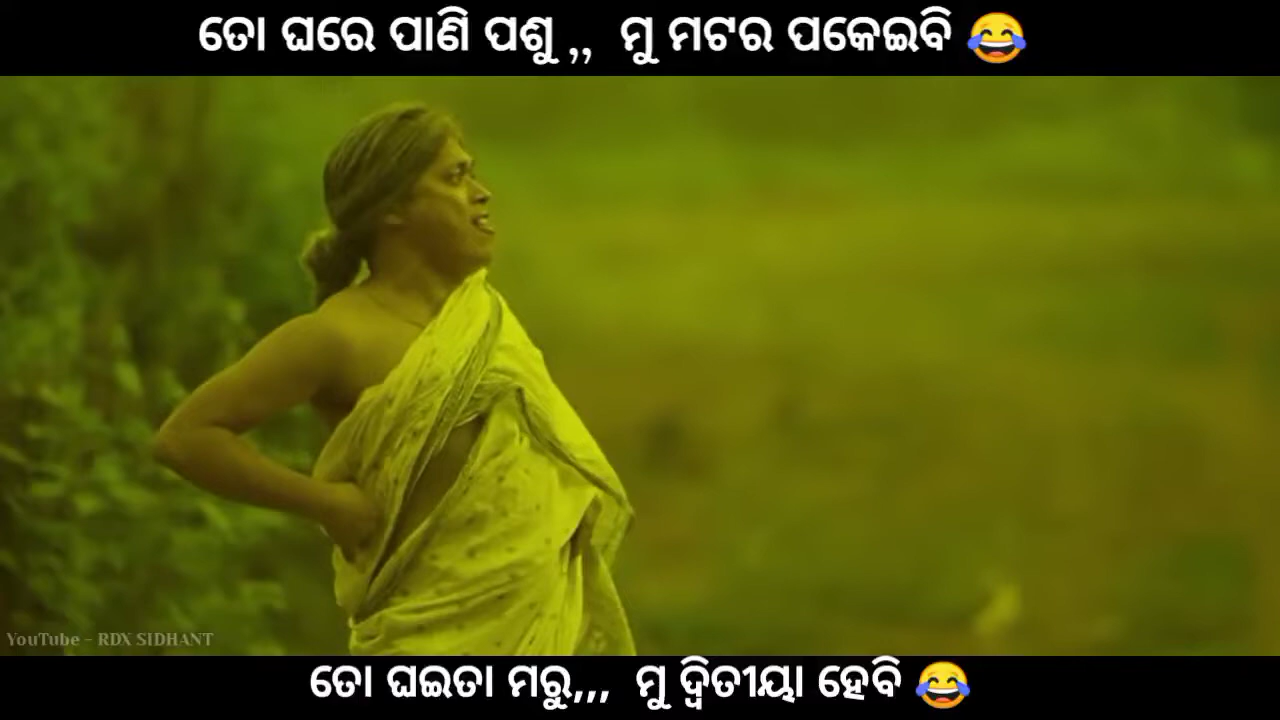 ତୋ ଘରେ ପାଣି ପଶୁ ,, ମୁ ମଟର ପକେଇବି 😂
YouTube - RDX SIDHANT
ତୋ ଘଇତା ମରୁ,,, ମୁ ଦ୍ୱିତୀୟା ହେବି 😂